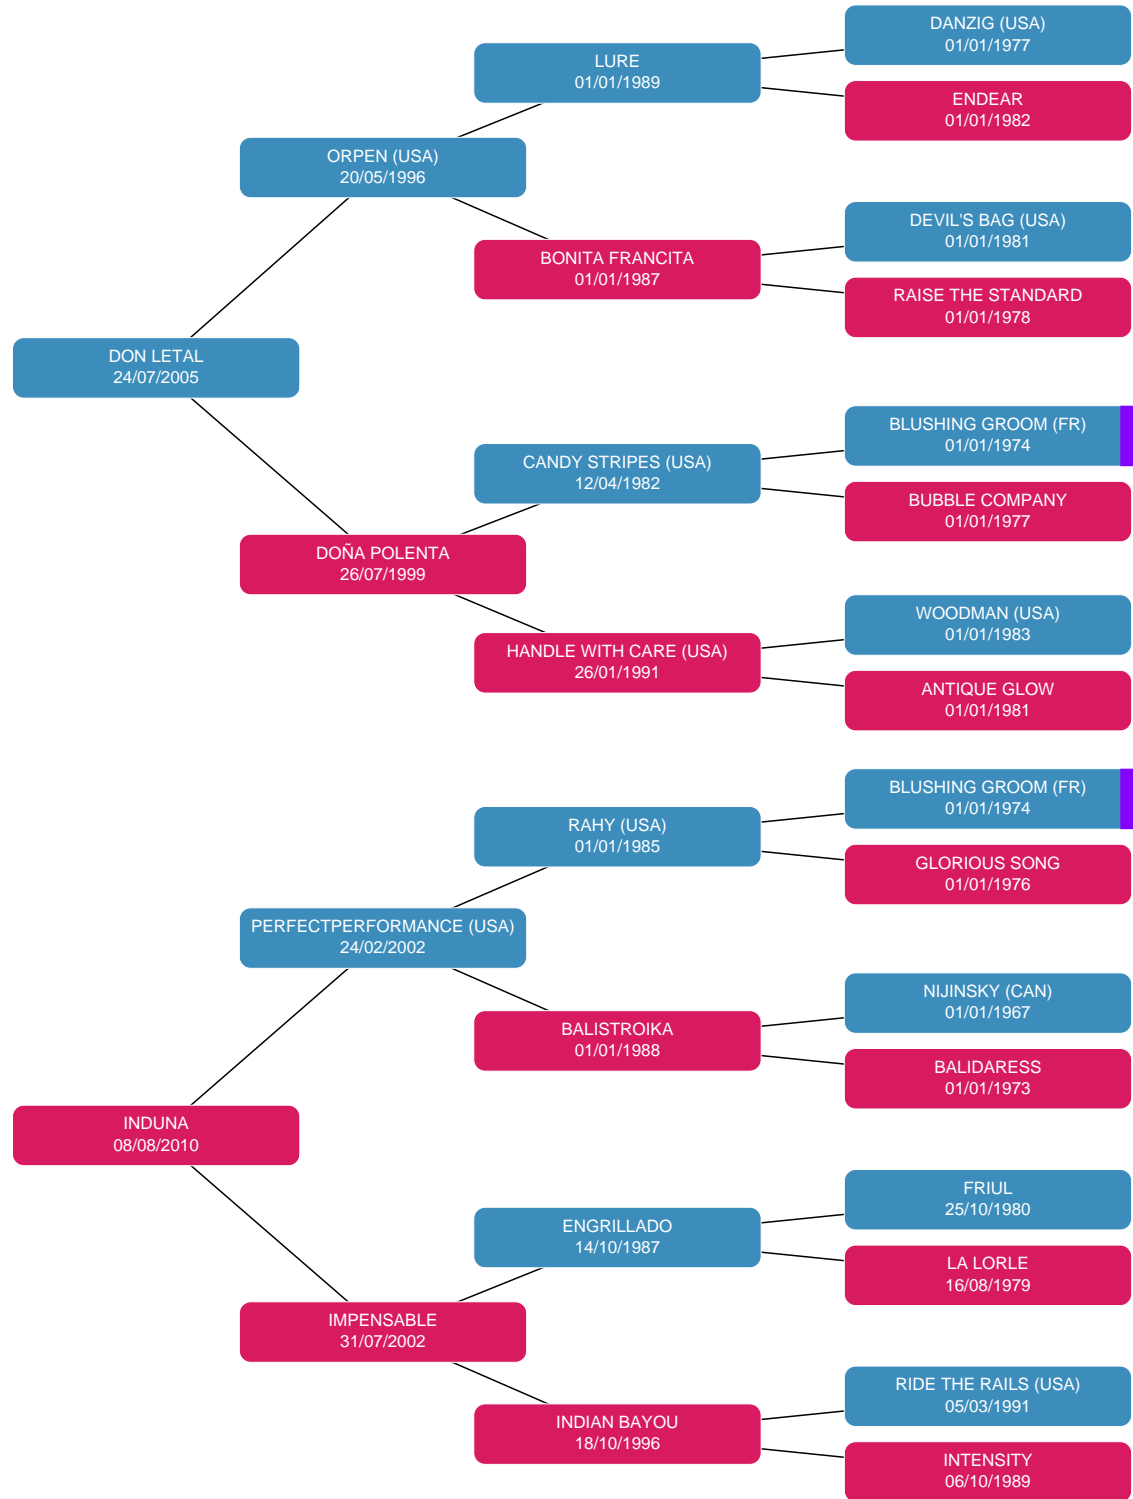 DANZIG (USA)
01/01/1977
LURE
01/01/1989
ENDEAR
01/01/1982
ORPEN (USA)
20/05/1996
DEVIL'S BAG (USA)
01/01/1981
BONITA FRANCITA
01/01/1987
RAISE THE STANDARD
01/01/1978
DON LETAL
24/07/2005
BLUSHING GROOM (FR)
01/01/1974
CANDY STRIPES (USA)
12/04/1982
BUBBLE COMPANY
01/01/1977
DOÑA POLENTA
26/07/1999
WOODMAN (USA)
01/01/1983
HANDLE WITH CARE (USA)
26/01/1991
ANTIQUE GLOW
01/01/1981
BLUSHING GROOM (FR)
01/01/1974
RAHY (USA)
01/01/1985
GLORIOUS SONG
01/01/1976
PERFECTPERFORMANCE (USA)
24/02/2002
NIJINSKY (CAN)
01/01/1967
BALISTROIKA
01/01/1988
BALIDARESS
01/01/1973
INDUNA
08/08/2010
FRIUL
25/10/1980
ENGRILLADO
14/10/1987
LA LORLE
16/08/1979
IMPENSABLE
31/07/2002
RIDE THE RAILS (USA)
05/03/1991
INDIAN BAYOU
18/10/1996
INTENSITY
06/10/1989